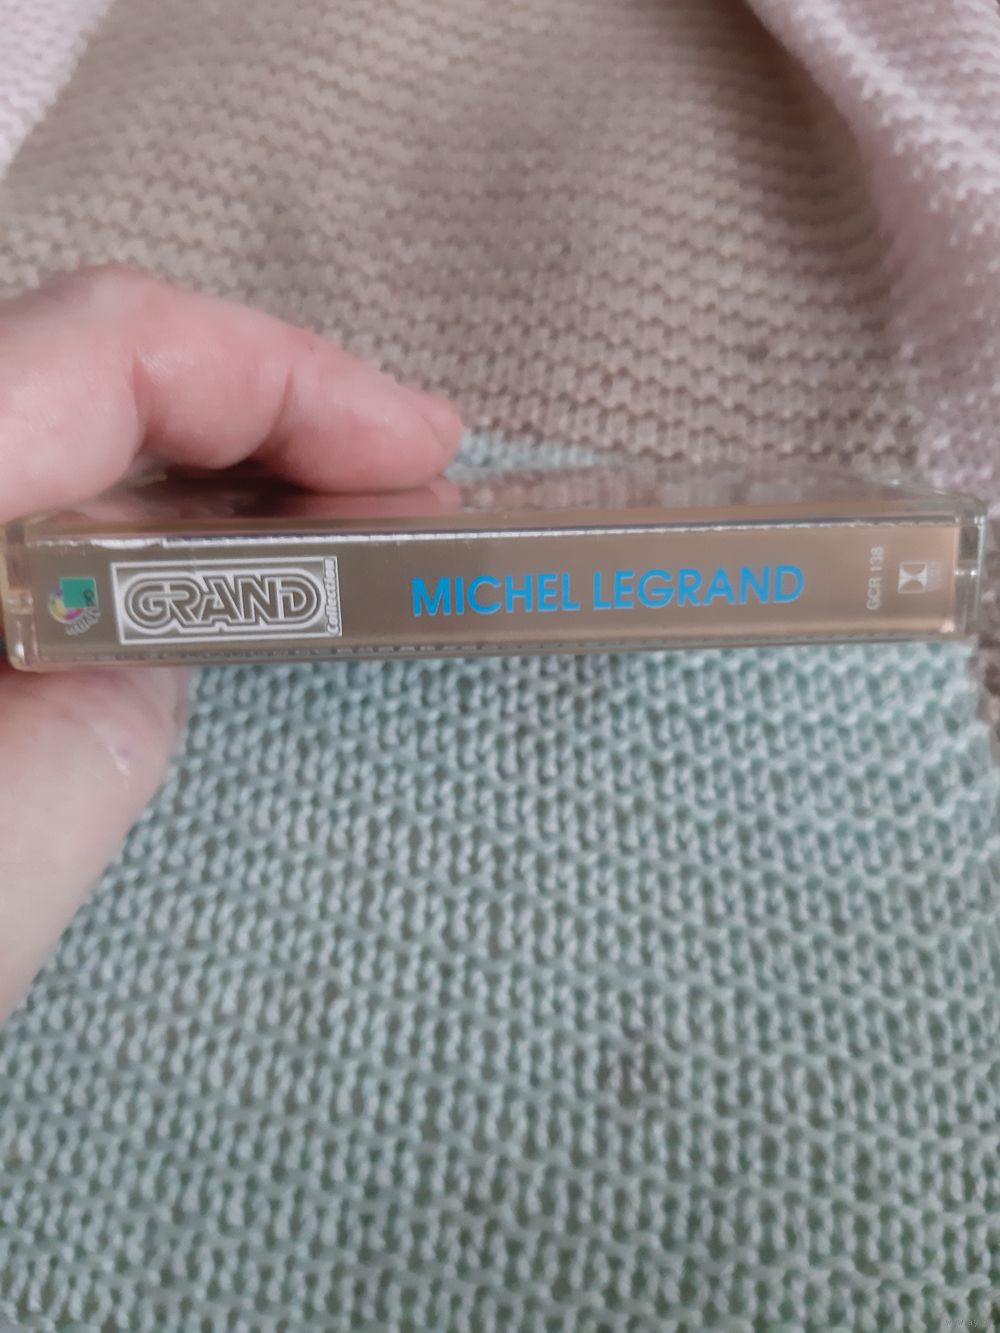 GRAND
Collection
MICHEL LEGRAND
GCR 138